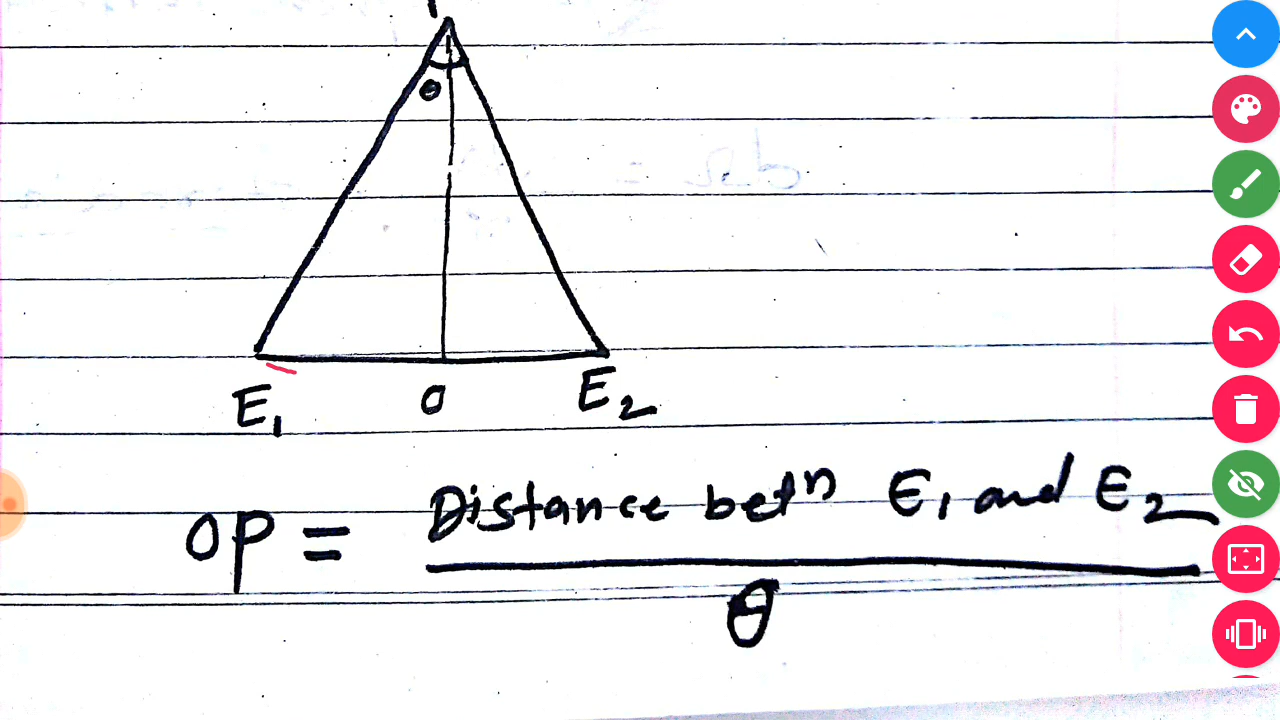 θ
E₁ O E₂
OP = Distance betⁿ E₁ and E₂
θ